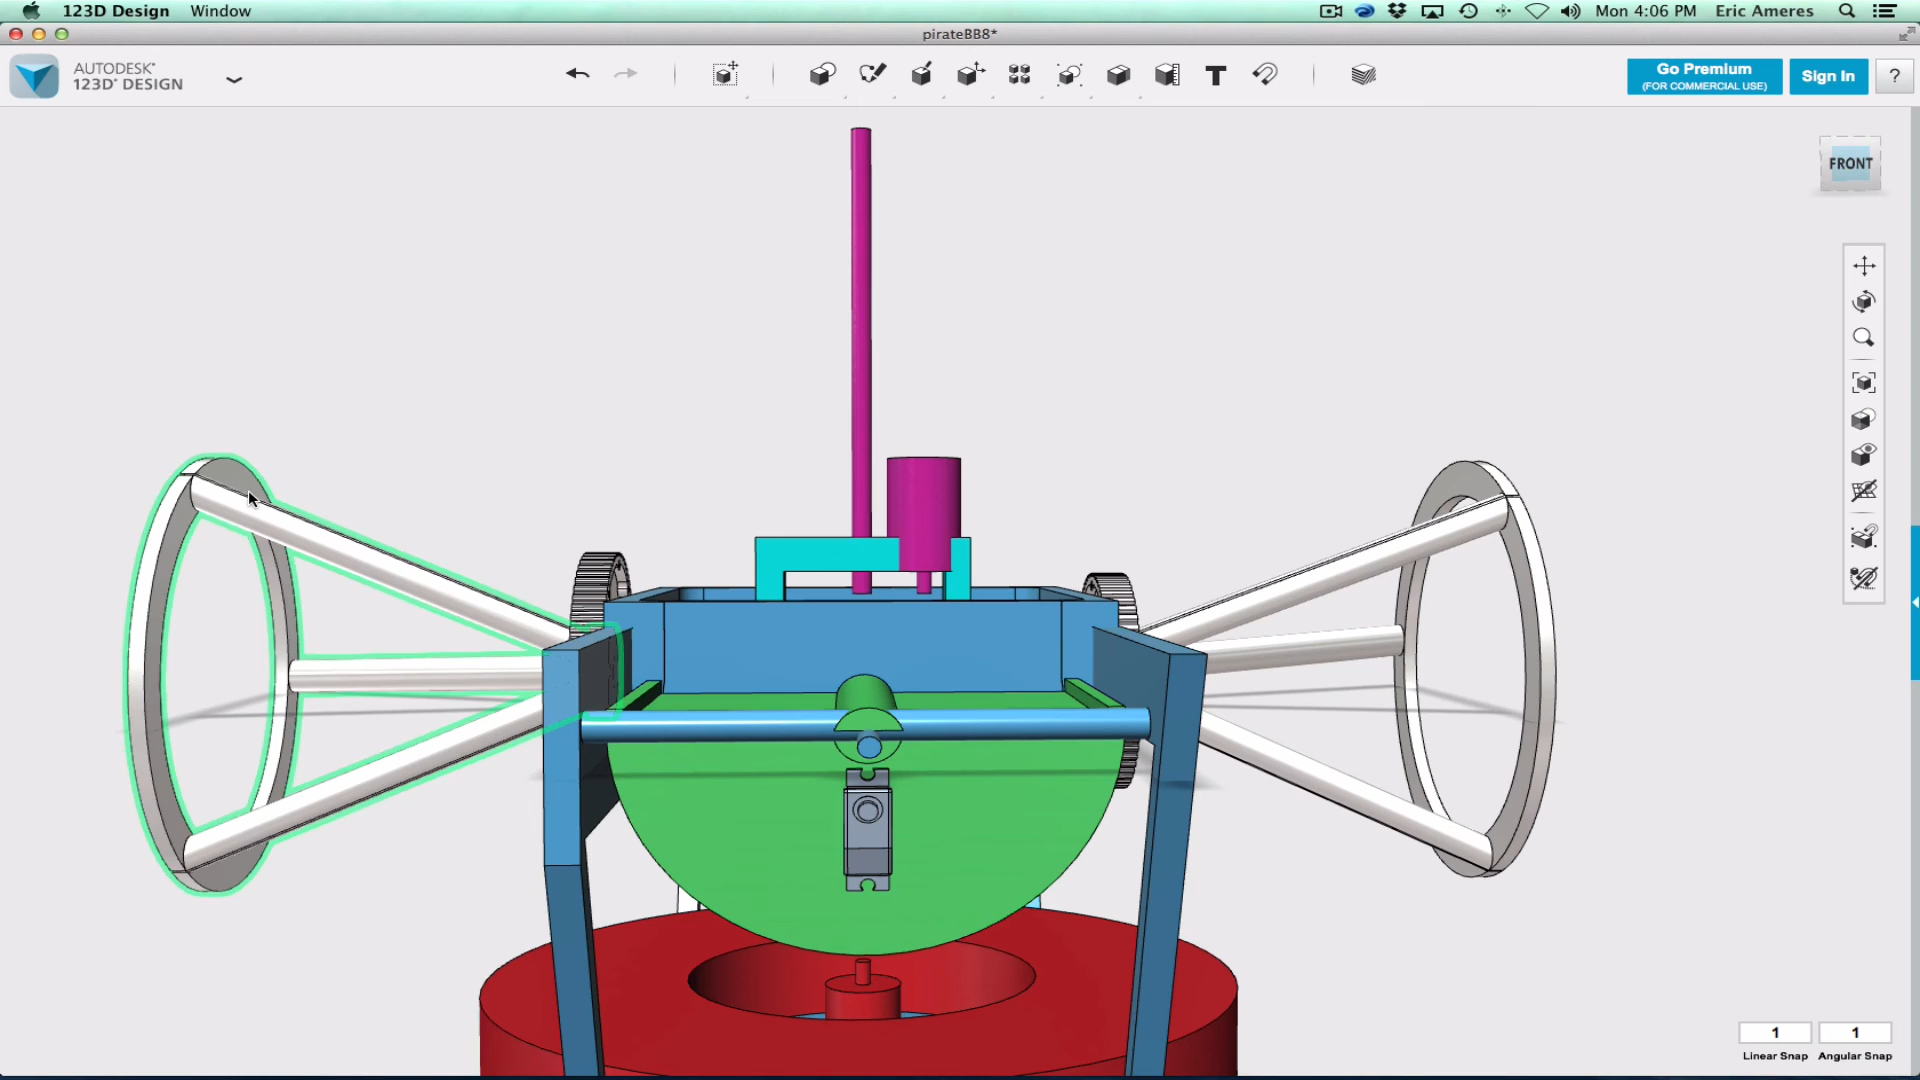 123D Design Window Mon 4:06 PM Eric Ameres
pirateBB8*
AUTODESK®
123D® DESIGN
T
Go Premium
(FOR COMMERCIAL USE)
Sign In
?
FRONT
1 1
Linear Snap Angular Snap